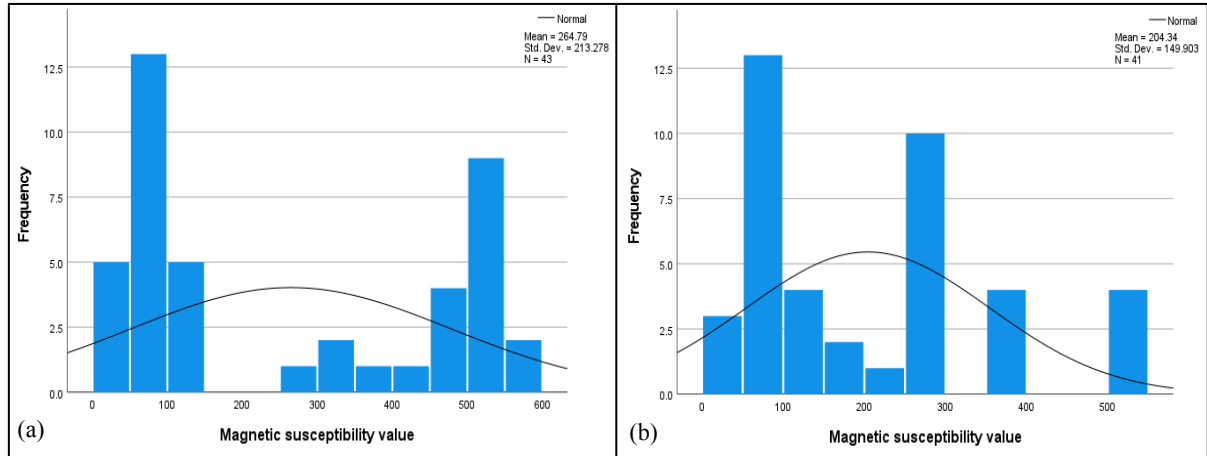 Normal
Mean = 264.79
Std. Dev. = 213.278
N = 43
12.5
10.0
7.5
5.0
2.5
0.0
Frequency
0 100 200 300 400 500 600
(a) Magnetic susceptibility value
Normal
Mean = 204.34
Std. Dev. = 149.903
N = 41
12.5
10.0
7.5
5.0
2.5
0.0
Frequency
0 100 200 300 400 500
(b) Magnetic susceptibility value